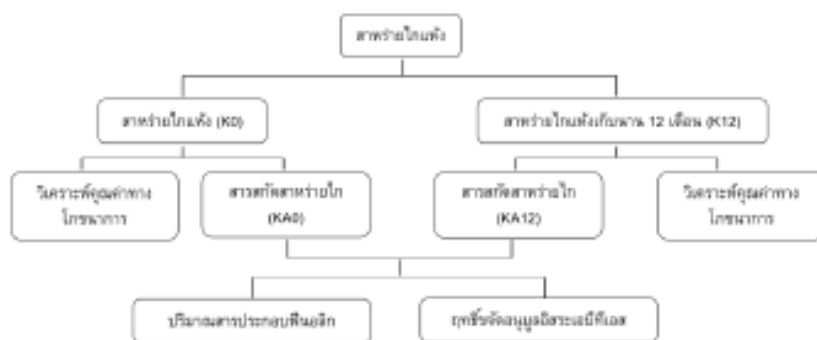 สาหร่ายไกแห้ง
สาหร่ายไกแห้ง (K0)
สาหร่ายไกแห้งเก็บนาน 12 เดือน (K12)
วิเคราะห์คุณค่าทาง
โภชนาการ
สารสกัดสาหร่ายไก
(KA0)
สารสกัดสาหร่ายไก
(KA12)
วิเคราะห์คุณค่าทาง
โภชนาการ
ปริมาณสารประกอบฟีนอลิก
ฤทธิ์ขจัดอนุมูลอิสระเอบีทีเอส